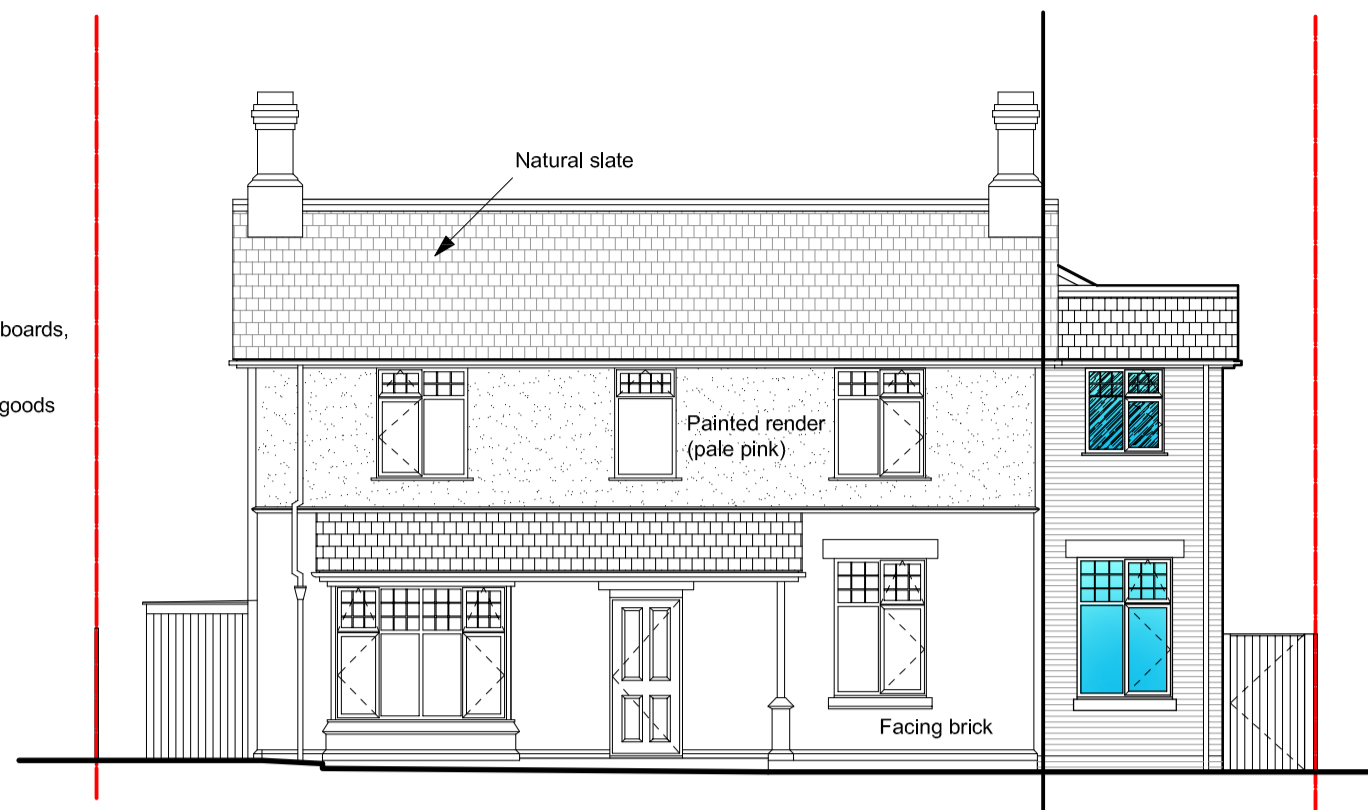 Natural slate
boards,
goods
Painted render
(pale pink)
Facing brick